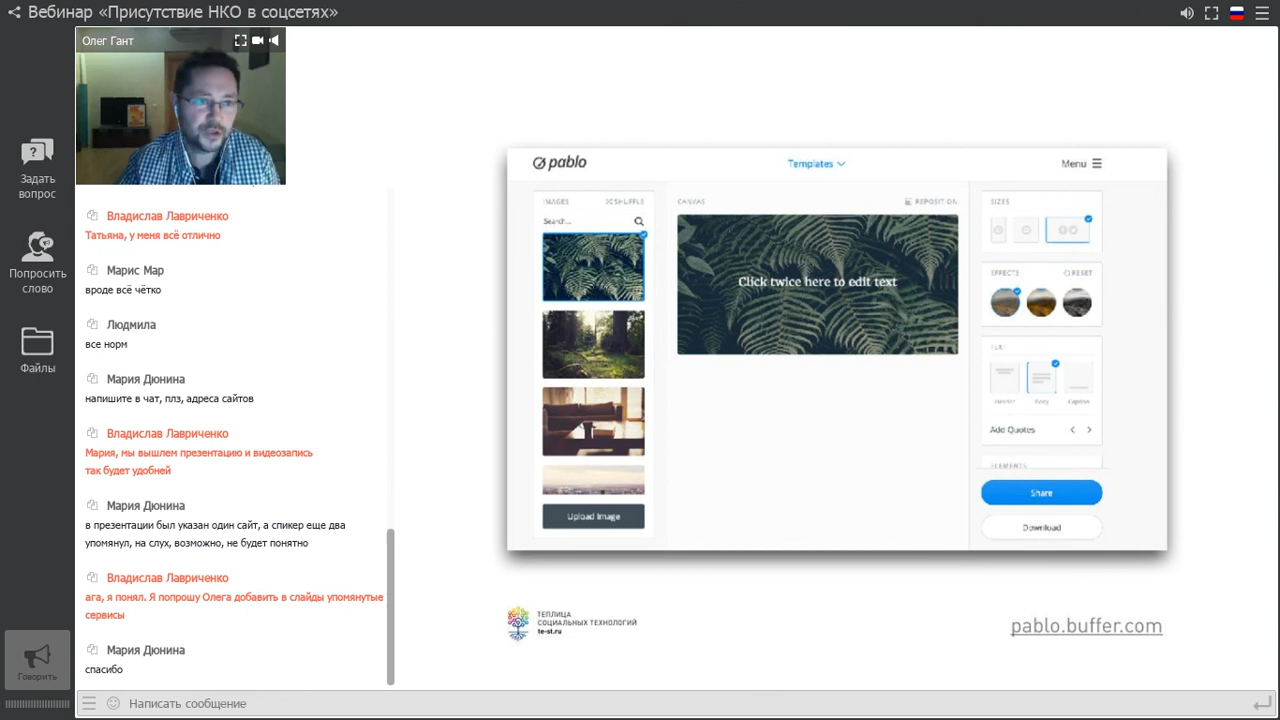 Вебинар «Присутствие НКО в соцсетях»
Олег Гант
Задать
вопрос
Попросить
слово
Файлы
Говорить
Владислав Лавриченко
Татьяна, у меня всё отлично
Марис Мар
вроде всё чётко
Людмила
все норм
Мария Дюнина
напишите в чат, плз, адреса сайтов
Владислав Лавриченко
Мария, мы вышлем презентацию и видеозапись
так будет удобней
Мария Дюнина
в презентации был указан один сайт, а спикер еще два
упомянул, на слух, возможно, не будет понятно
Владислав Лавриченко
ага, я понял. Я попрошу Олега добавить в слайды упомянутые
сервисы
Мария Дюнина
спасибо
Написать сообщение
pablo
Templates
Menu
IMAGES
SHUFFLE
Search...
Upload Image
CANVAS
REPOSITION
Click twice here to edit text
SIZES
EFFECTS
RESET
TEXT
Header
Body
Caption
Add Quotes
ELEMENTS
Share
Download
ТЕПЛИЦА
СОЦИАЛЬНЫХ ТЕХНОЛОГИЙ
te-st.ru
pablo.buffer.com